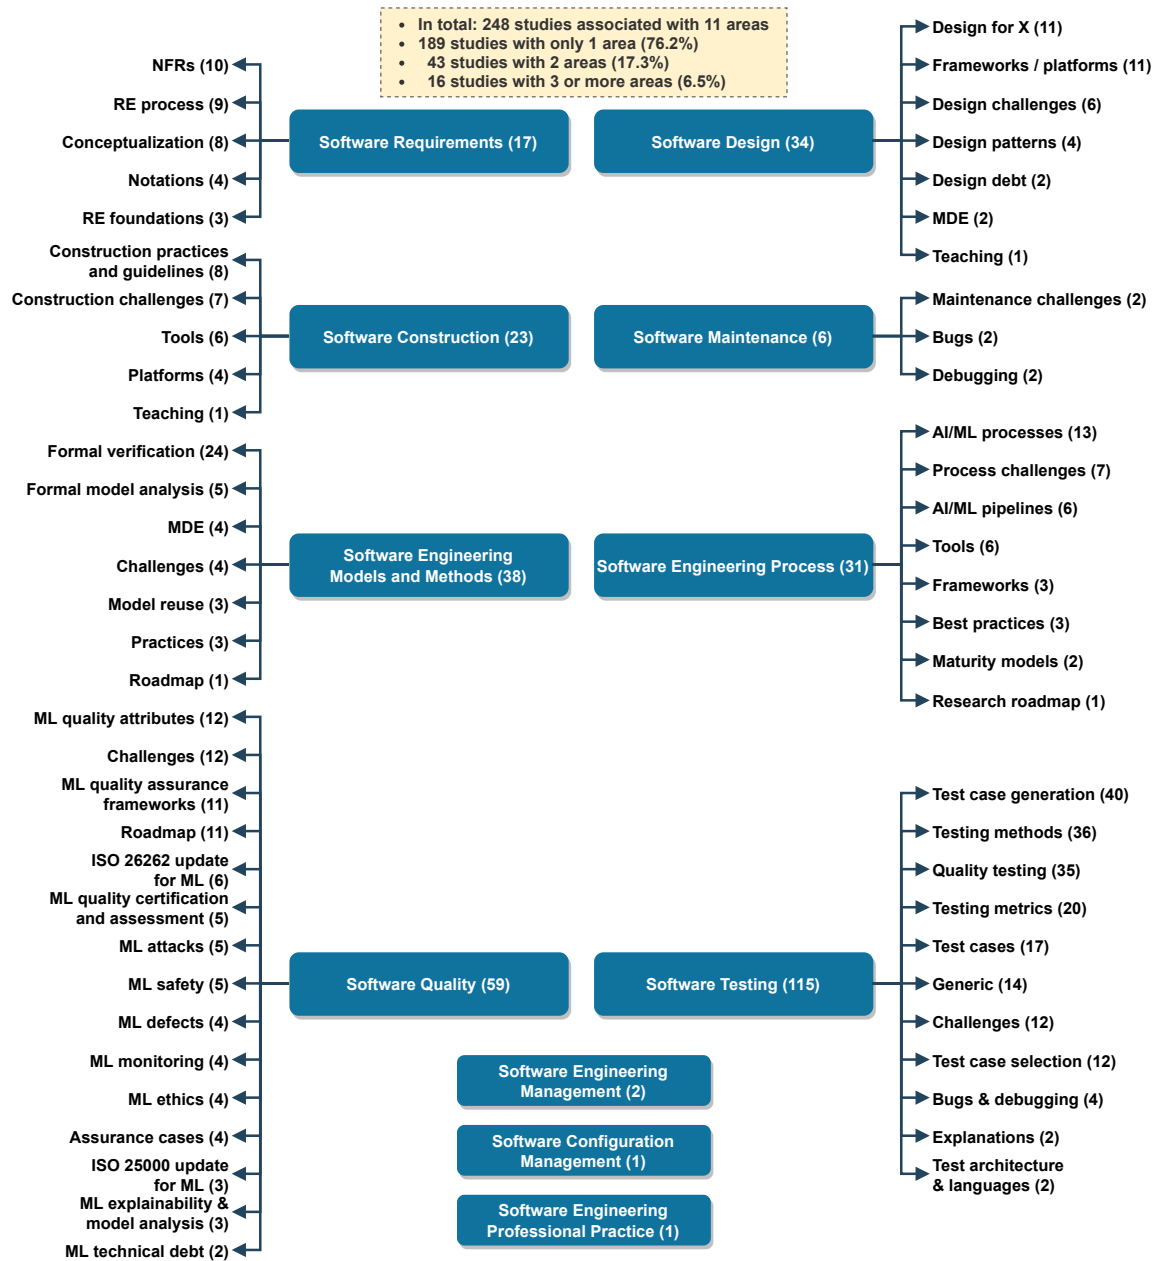 • In total: 248 studies associated with 11 areas
• 189 studies with only 1 area (76.2%)
• 43 studies with 2 areas (17.3%)
• 16 studies with 3 or more areas (6.5%)
NFRs (10)
RE process (9)
Conceptualization (8)
Notations (4)
RE foundations (3)
Software Requirements (17)
Software Design (34)
Design for X (11)
Frameworks / platforms (11)
Design challenges (6)
Design patterns (4)
Design debt (2)
MDE (2)
Teaching (1)
Construction practices
and guidelines (8)
Construction challenges (7)
Tools (6)
Platforms (4)
Teaching (1)
Software Construction (23)
Software Maintenance (6)
Maintenance challenges (2)
Bugs (2)
Debugging (2)
Formal verification (24)
Formal model analysis (5)
MDE (4)
Challenges (4)
Model reuse (3)
Practices (3)
Roadmap (1)
Software Engineering
Models and Methods (38)
Software Engineering Process (31)
AI/ML processes (13)
Process challenges (7)
AI/ML pipelines (6)
Tools (6)
Frameworks (3)
Best practices (3)
Maturity models (2)
Research roadmap (1)
ML quality attributes (12)
Challenges (12)
ML quality assurance
frameworks (11)
Roadmap (11)
ISO 26262 update
for ML (6)
ML quality certification
and assessment (5)
ML attacks (5)
ML safety (5)
ML defects (4)
ML monitoring (4)
ML ethics (4)
Assurance cases (4)
ISO 25000 update
for ML (3)
ML explainability &
model analysis (3)
ML technical debt (2)
Software Quality (59)
Software Testing (115)
Test case generation (40)
Testing methods (36)
Quality testing (35)
Testing metrics (20)
Test cases (17)
Generic (14)
Challenges (12)
Test case selection (12)
Bugs & debugging (4)
Explanations (2)
Test architecture
& languages (2)
Software Engineering
Management (2)
Software Configuration
Management (1)
Software Engineering
Professional Practice (1)